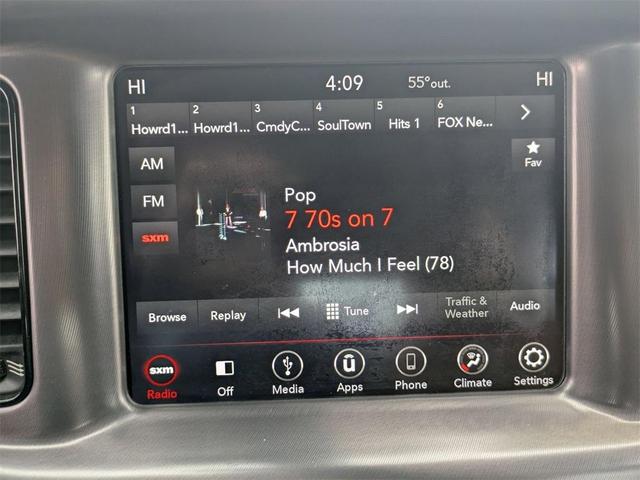 HI 4:09 55°out. HI
1 2 3 4 5 6
Howrd1... Howrd1... CmdyC... SoulTown Hits 1 FOX Ne...
AM
Fav
FM
sxm
Pop
7 70s on 7
Ambrosia
How Much I Feel (78)
Browse Replay Tune Traffic & Audio
Weather
sxm
Radio Off Media Apps Phone Climate Settings